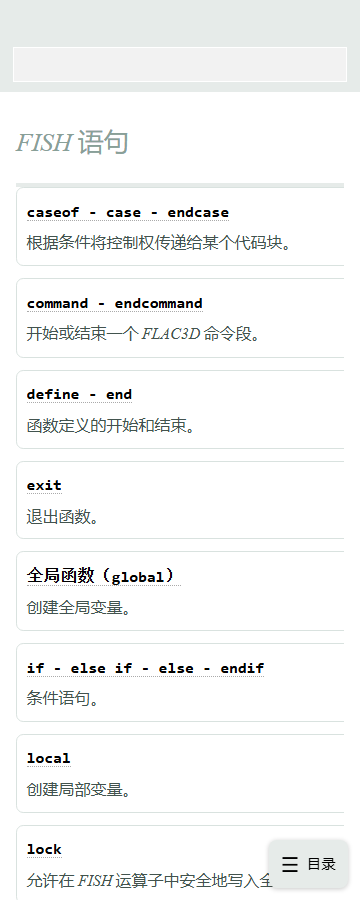 FISH 语句
caseof - case - endcase
根据条件将控制权传递给某个代码块。
command - endcommand
开始或结束一个 FLAC3D 命令段。
define - end
函数定义的开始和结束。
exit
退出函数。
全局函数（global）
创建全局变量。
if - else if - else - endif
条件语句。
local
创建局部变量。
lock
允许在 FISH 运算子中安全地写入全
目录